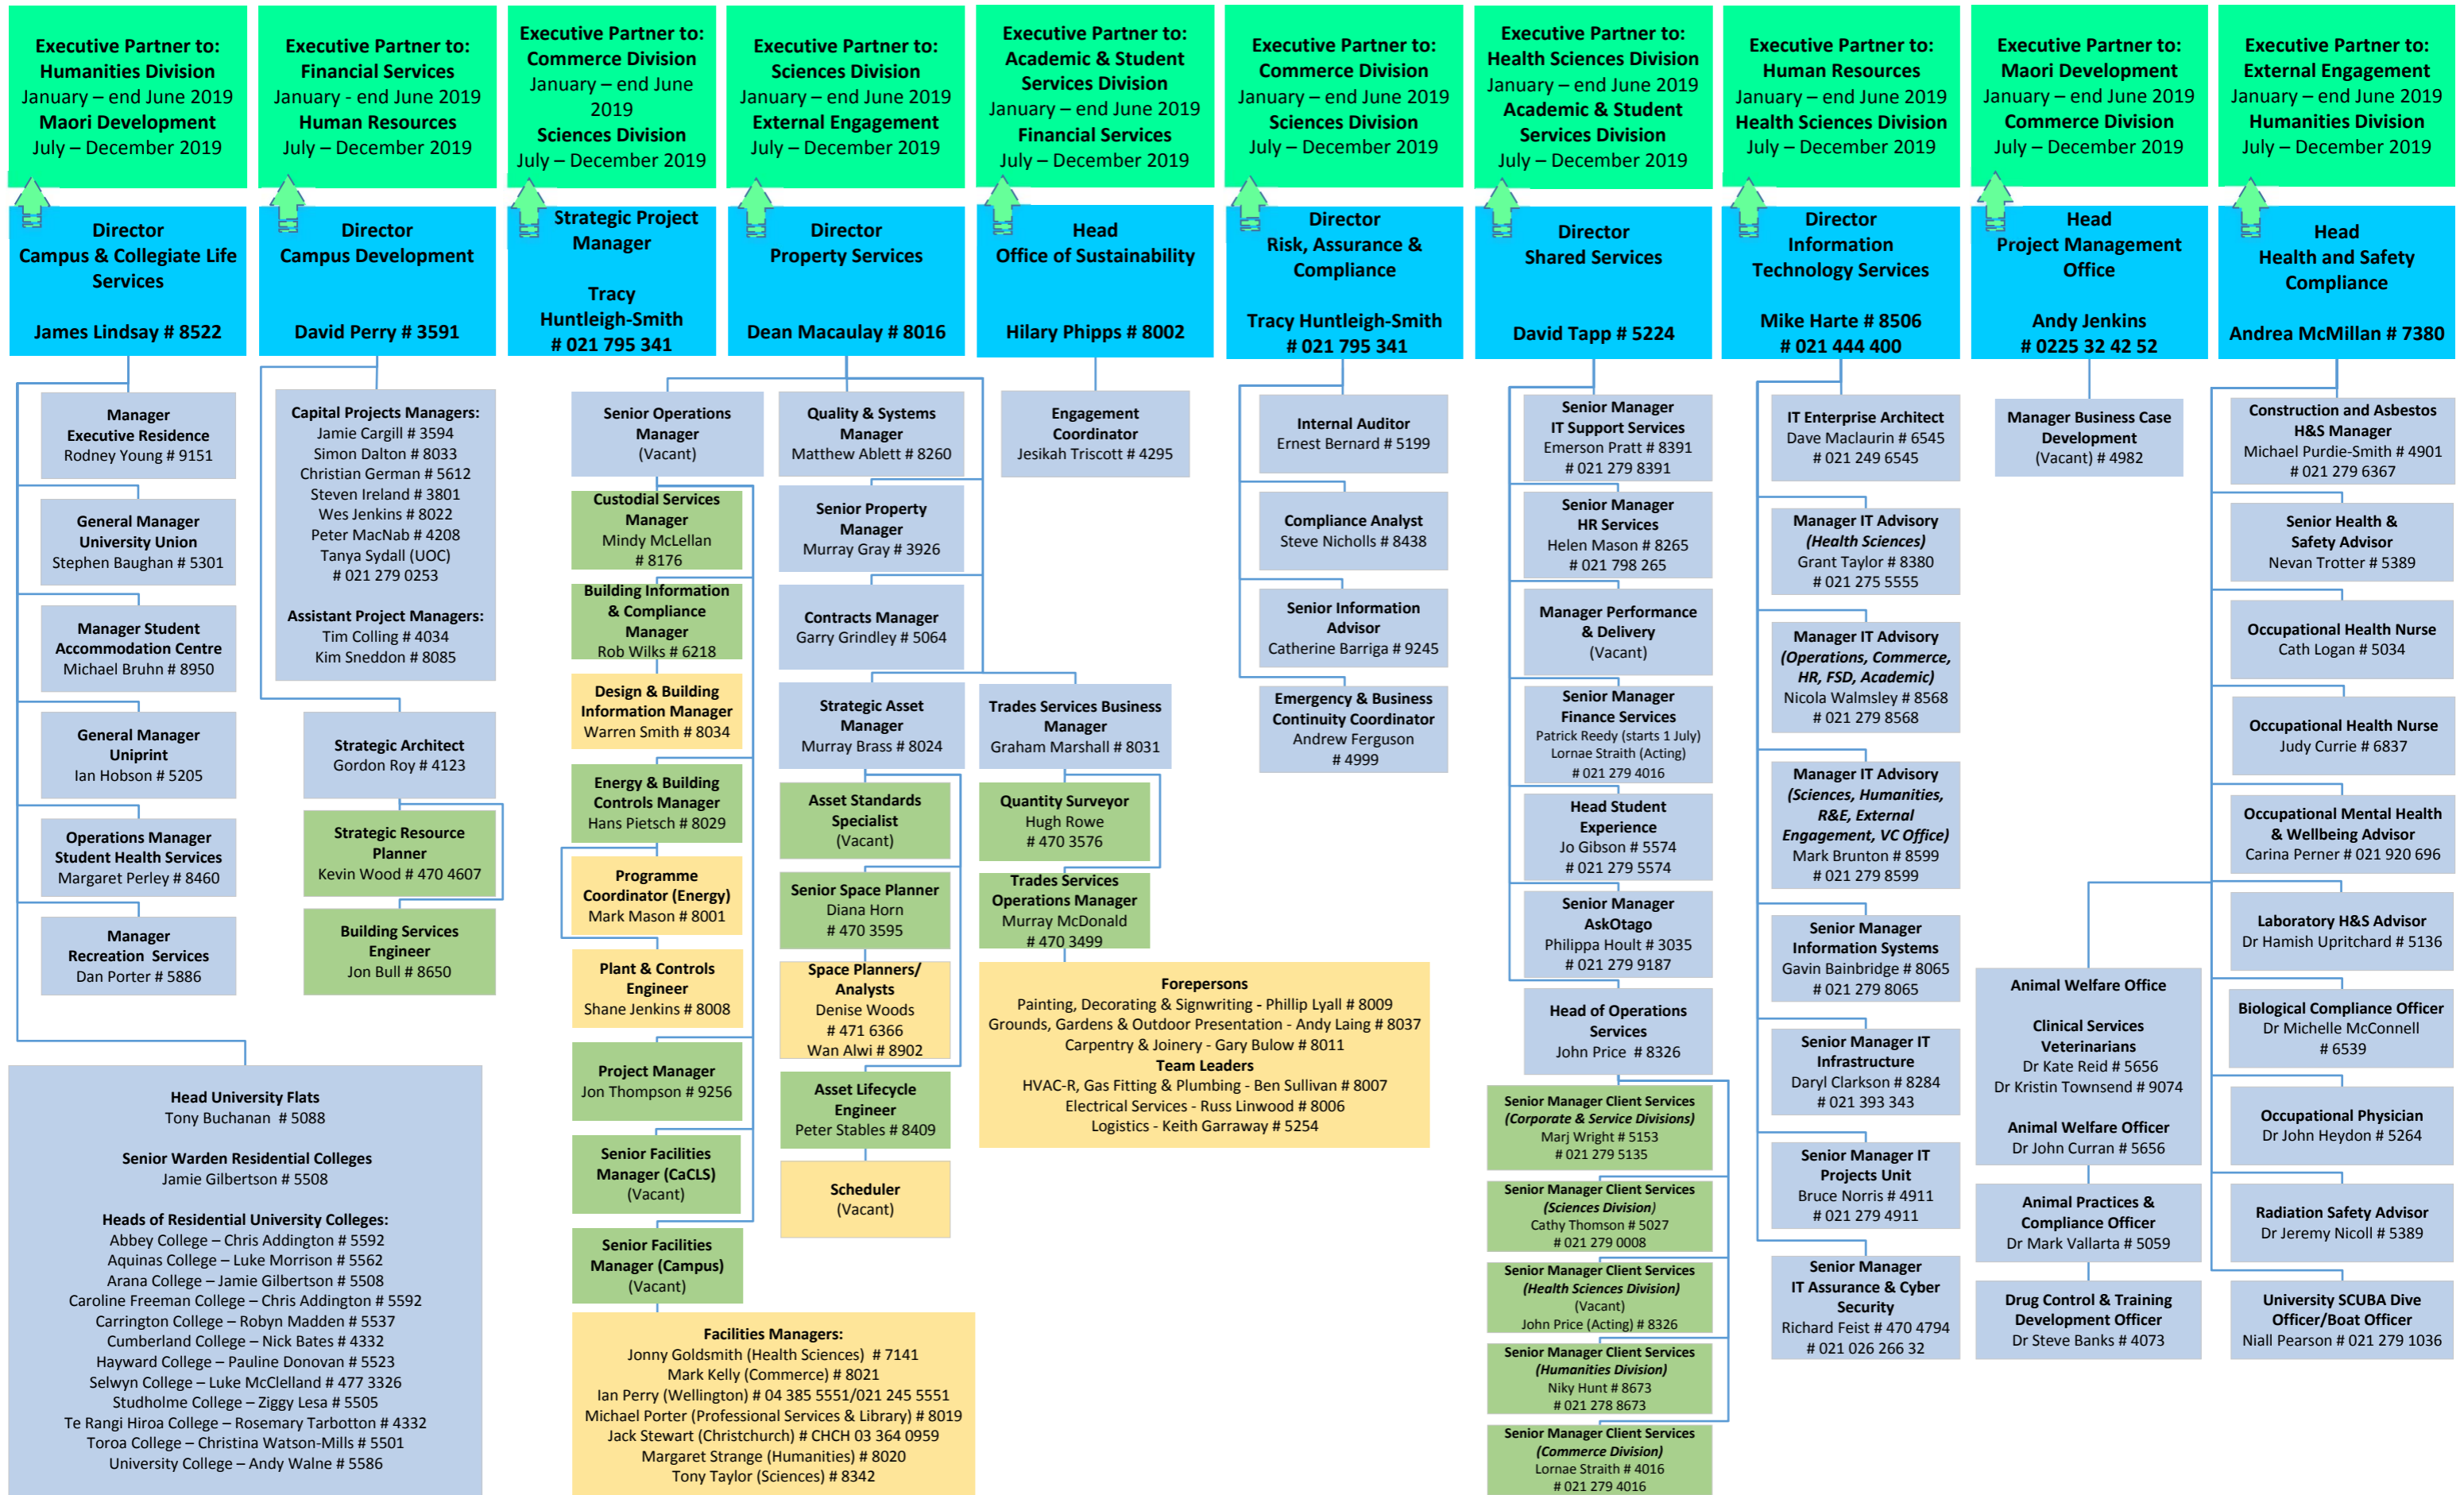 Executive Partner to:
Humanities Division
January – end June 2019
Maori Development
July – December 2019
Director
Campus & Collegiate Life
Services
James Lindsay # 8522
Manager
Executive Residence
Rodney Young # 9151
General Manager
University Union
Stephen Baughan # 5301
Manager Student
Accommodation Centre
Michael Bruhn # 8950
General Manager
Uniprint
Ian Hobson # 5205
Operations Manager
Student Health Services
Margaret Perley # 8460
Manager
Recreation Services
Dan Porter # 5886
Head University Flats
Tony Buchanan # 5088
Senior Warden Residential Colleges
Jamie Gilbertson # 5508
Heads of Residential University Colleges:
Abbey College – Chris Addington # 5592
Aquinas College – Luke Morrison # 5562
Arana College – Jamie Gilbertson # 5508
Caroline Freeman College – Chris Addington # 5592
Carrington College – Robyn Madden # 5537
Cumberland College – Nick Bates # 4332
Hayward College – Pauline Donovan # 5523
Selwyn College – Luke McClelland # 477 3326
Studholme College – Ziggy Lesa # 5505
Te Rangi Hiroa College – Rosemary Tarbotton # 4332
Toroa College – Christina Watson-Mills # 5501
University College – Andy Walne # 5586
Executive Partner to:
Financial Services
January - end June 2019
Human Resources
July – December 2019
Director
Campus Development
David Perry # 3591
Capital Projects Managers:
Jamie Cargill # 3594
Simon Dalton # 8033
Christian German # 5612
Steven Ireland # 3801
Wes Jenkins # 8022
Peter MacNab # 4208
Tanya Sydall (UOC)
# 021 279 0253
Assistant Project Managers:
Tim Colling # 4034
Kim Sneddon # 8085
Strategic Architect
Gordon Roy # 4123
Strategic Resource
Planner
Kevin Wood # 470 4607
Building Services
Engineer
Jon Bull # 8650
Executive Partner to:
Commerce Division
January – end June
2019
Sciences Division
July – December 2019
Strategic Project
Manager
Tracy
Huntleigh-Smith
# 021 795 341
Executive Partner to:
Sciences Division
January – end June 2019
External Engagement
July – December 2019
Director
Property Services
Dean Macaulay # 8016
Senior Operations
Manager
(Vacant)
Custodial Services
Manager
Mindy McLellan
# 8176
Building Information
& Compliance
Manager
Rob Wilks # 6218
Design & Building
Information Manager
Warren Smith # 8034
Energy & Building
Controls Manager
Hans Pietsch # 8029
Programme
Coordinator (Energy)
Mark Mason # 8001
Plant & Controls
Engineer
Shane Jenkins # 8008
Project Manager
Jon Thompson # 9256
Senior Facilities
Manager (CaCLS)
(Vacant)
Senior Facilities
Manager (Campus)
(Vacant)
Facilities Managers:
Jonny Goldsmith (Health Sciences) # 7141
Mark Kelly (Commerce) # 8021
Ian Perry (Wellington) # 04 385 5551/021 245 5551
Michael Porter (Professional Services & Library) # 8019
Jack Stewart (Christchurch) # CHCH 03 364 0959
Margaret Strange (Humanities) # 8020
Tony Taylor (Sciences) # 8342
Quality & Systems
Manager
Matthew Ablett # 8260
Senior Property
Manager
Murray Gray # 3926
Contracts Manager
Garry Grindley # 5064
Strategic Asset
Manager
Murray Brass # 8024
Asset Standards
Specialist
(Vacant)
Senior Space Planner
Diana Horn
# 470 3595
Space Planners/
Analysts
Denise Woods
# 471 6366
Wan Alwi # 8902
Asset Lifecycle
Engineer
Peter Stables # 8409
Scheduler
(Vacant)
Trades Services Business
Manager
Graham Marshall # 8031
Quantity Surveyor
Hugh Rowe
# 470 3576
Trades Services
Operations Manager
Murray McDonald
# 470 3499
Forepersons
Painting, Decorating & Signwriting - Phillip Lyall # 8009
Grounds, Gardens & Outdoor Presentation - Andy Laing # 8037
Carpentry & Joinery - Gary Bulow # 8011
Team Leaders
HVAC-R, Gas Fitting & Plumbing - Ben Sullivan # 8007
Electrical Services - Russ Linwood # 8006
Logistics - Keith Garraway # 5254
Executive Partner to:
Academic & Student
Services Division
January – end June 2019
Financial Services
July – December 2019
Head
Office of Sustainability
Hilary Phipps # 8002
Engagement
Coordinator
Jesikah Triscott # 4295
Executive Partner to:
Commerce Division
January – end June 2019
Sciences Division
July – December 2019
Director
Risk, Assurance &
Compliance
Tracy Huntleigh-Smith
# 021 795 341
Internal Auditor
Ernest Bernard # 5199
Compliance Analyst
Steve Nicholls # 8438
Senior Information
Advisor
Catherine Barriga # 9245
Emergency & Business
Continuity Coordinator
Andrew Ferguson
# 4999
Executive Partner to:
Health Sciences Division
January – end June 2019
Academic & Student
Services Division
July – December 2019
Director
Shared Services
David Tapp # 5224
Senior Manager
IT Support Services
Emerson Pratt # 8391
# 021 279 8391
Senior Manager
HR Services
Helen Mason # 8265
# 021 798 265
Manager Performance
& Delivery
(Vacant)
Senior Manager
Finance Services
Patrick Reedy (starts 1 July)
Lornae Straith (Acting)
# 021 279 4016
Head Student
Experience
Jo Gibson # 5574
# 021 279 5574
Senior Manager
AskOtago
Philippa Hoult # 3035
# 021 279 9187
Head of Operations
Services
John Price # 8326
Senior Manager Client Services
(Corporate & Service Divisions)
Marj Wright # 5153
# 021 279 5135
Senior Manager Client Services
(Sciences Division)
Cathy Thomson # 5027
# 021 279 0008
Senior Manager Client Services
(Health Sciences Division)
(Vacant)
John Price (Acting) # 8326
Senior Manager Client Services
(Humanities Division)
Niky Hunt # 8673
# 021 278 8673
Senior Manager Client Services
(Commerce Division)
Lornae Straith # 4016
# 021 279 4016
Executive Partner to:
Human Resources
January – end June 2019
Health Sciences Division
July – December 2019
Director
Information
Technology Services
Mike Harte # 8506
# 021 444 400
IT Enterprise Architect
Dave Maclaurin # 6545
# 021 249 6545
Manager IT Advisory
(Health Sciences)
Grant Taylor # 8380
# 021 275 5555
Manager IT Advisory
(Operations, Commerce,
HR, FSD, Academic)
Nicola Walmsley # 8568
# 021 279 8568
Manager IT Advisory
(Sciences, Humanities,
R&E, External
Engagement, VC Office)
Mark Brunton # 8599
# 021 279 8599
Senior Manager
Information Systems
Gavin Bainbridge # 8065
# 021 279 8065
Senior Manager IT
Infrastructure
Daryl Clarkson # 8284
# 021 393 343
Senior Manager IT
Projects Unit
Bruce Norris # 4911
# 021 279 4911
Senior Manager
IT Assurance & Cyber
Security
Richard Feist # 470 4794
# 021 026 266 32
Executive Partner to:
Maori Development
January – end June 2019
Commerce Division
July – December 2019
Head
Project Management
Office
Andy Jenkins
# 0225 32 42 52
Manager Business Case
Development
(Vacant) # 4982
Executive Partner to:
External Engagement
January – end June 2019
Humanities Division
July – December 2019
Head
Health and Safety
Compliance
Andrea McMillan # 7380
Construction and Asbestos
H&S Manager
Michael Purdie-Smith # 4901
# 021 279 6367
Senior Health &
Safety Advisor
Nevan Trotter # 5389
Occupational Health Nurse
Cath Logan # 5034
Occupational Health Nurse
Judy Currie # 6837
Occupational Mental Health
& Wellbeing Advisor
Carina Perner # 021 920 696
Laboratory H&S Advisor
Dr Hamish Upritchard # 5136
Biological Compliance Officer
Dr Michelle McConnell
# 6539
Occupational Physician
Dr John Heydon # 5264
Radiation Safety Advisor
Dr Jeremy Nicoll # 5389
University SCUBA Dive
Officer/Boat Officer
Niall Pearson # 021 279 1036
Animal Welfare Office
Clinical Services
Veterinarians
Dr Kate Reid # 5656
Dr Kristin Townsend # 9074
Animal Welfare Officer
Dr John Curran # 5656
Animal Practices &
Compliance Officer
Dr Mark Vallarta # 5059
Drug Control & Training
Development Officer
Dr Steve Banks # 4073